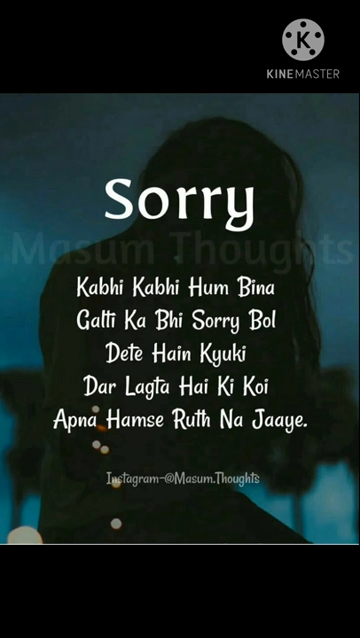 K
KINEMASTER
Sorry
Masum Thoughts
Kabhi Kabhi Hum Bina
Galti Ka Bhi Sorry Bol
Dete Hain Kyuki
Dar Lagta Hai Ki Koi
Apna Hamse Ruth Na Jaaye.
Instagram-@Masum.Thoughts